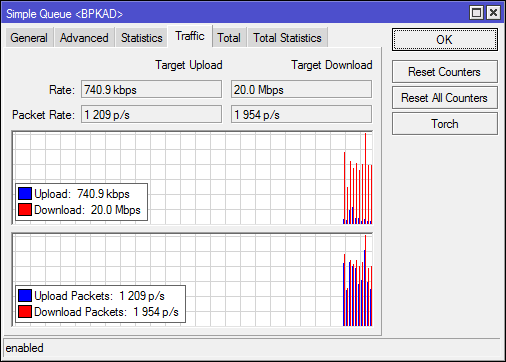 Simple Queue <BPKAD>
General Advanced Statistics Traffic Total Total Statistics
OK
Target Upload Target Download
Rate: 740.9 kbps 20.0 Mbps
Reset Counters
Packet Rate: 1 209 p/s 1 954 p/s
Reset All Counters
Torch
Upload: 740.9 kbps
Download: 20.0 Mbps
Upload Packets: 1 209 p/s
Download Packets: 1 954 p/s
enabled